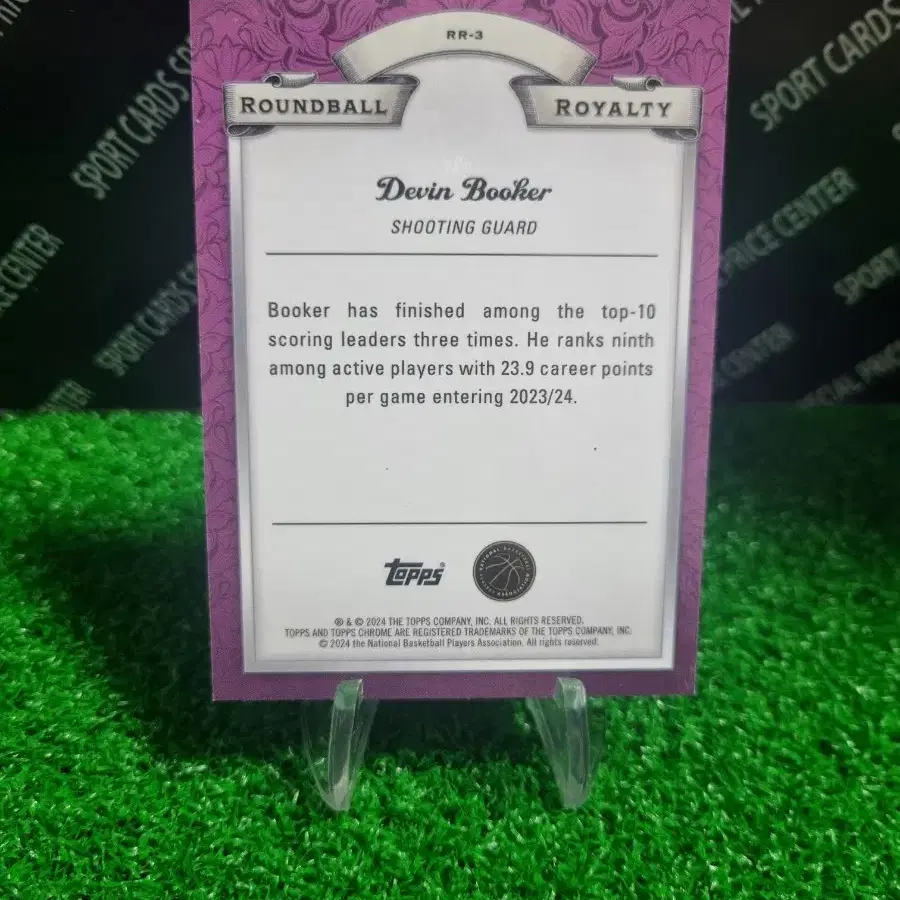 RR-3
ROUNDBALL
ROYALTY
Devin Booker
SHOOTING GUARD
Booker has finished among the top-10
scoring leaders three times. He ranks ninth
among active players with 23.9 career points
per game entering 2023/24.
topps®
® & © 2024 THE TOPPS COMPANY, INC. ALL RIGHTS RESERVED.
TOPPS AND TOPPS CHROME ARE REGISTERED TRADEMARKS OF THE TOPPS COMPANY, INC.
© 2024 the National Basketball Players Association. All rights reserved.
SPORT CARDS
SPORT CARDS
PRICE CENTER
SPORT CARDS
PRICE CENTER